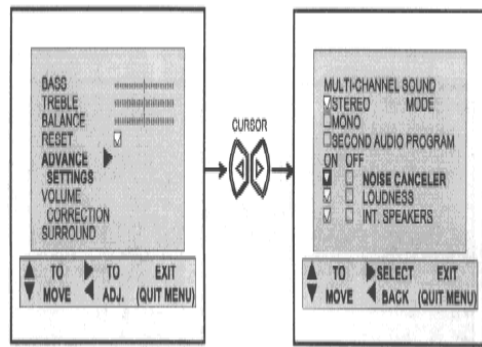 BASS
TREBLE
BALANCE
RESET
ADVANCE
SETTINGS
VOLUME
CORRECTION
SURROUND
TO TO EXIT
MOVE ADJ. (QUIT MENU)
CURSOR
MULTI-CHANNEL SOUND
STEREO MODE
MONO
SECOND AUDIO PROGRAM
ON OFF
NOISE CANCELER
LOUDNESS
INT. SPEAKERS
TO SELECT EXIT
MOVE BACK (QUIT MENU)